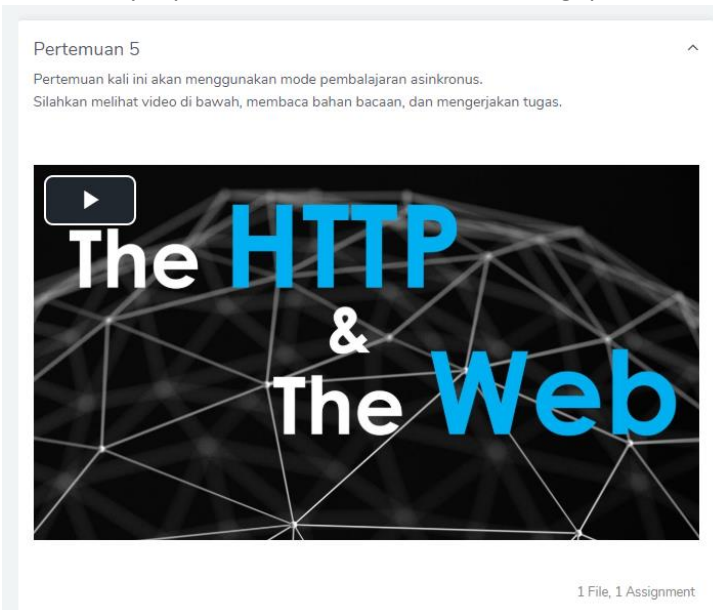 Pertemuan 5
Pertemuan kali ini akan menggunakan mode pembalajaran asinkronus.
Silahkan melihat video di bawah, membaca bahan bacaan, dan mengerjakan tugas.
The HTTP
&
The Web
1 File, 1 Assignment